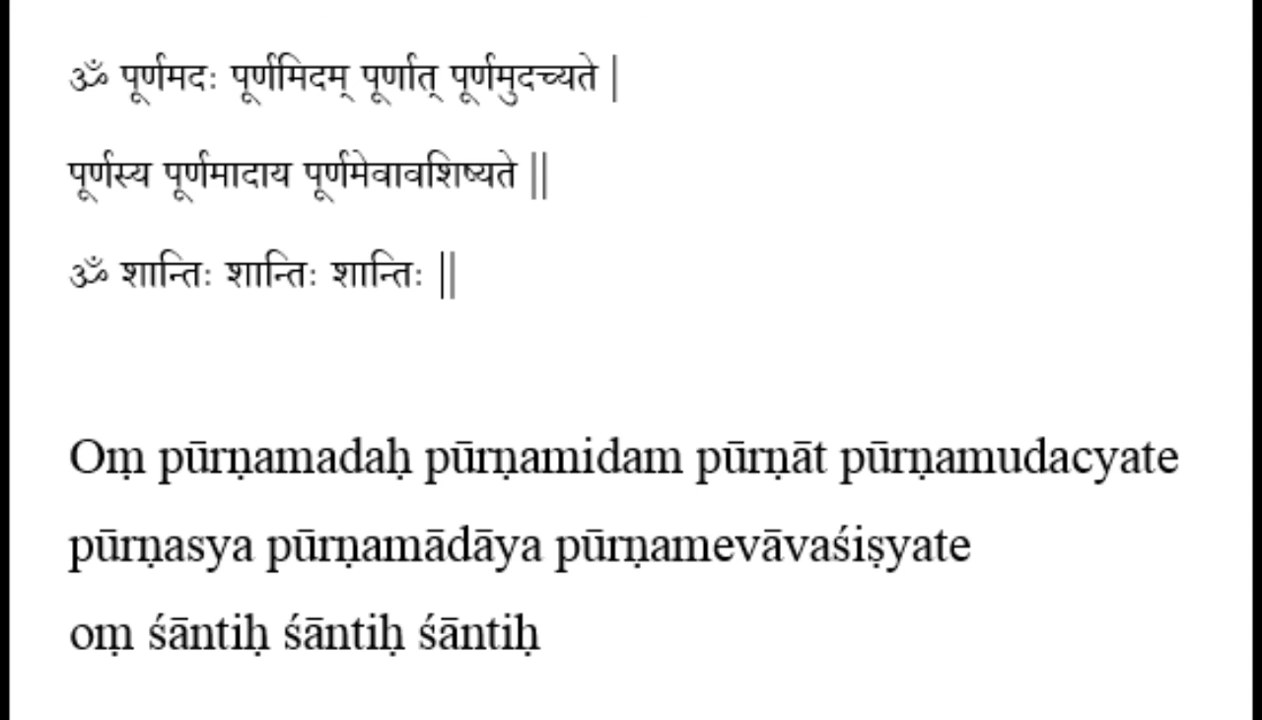 ॐ पूर्णमदः पूर्णमिदम् पूर्णात् पूर्णमुदच्यते |
पूर्णस्य पूर्णमादाय पूर्णमेवावशिष्यते ||
ॐ शान्तिः शान्तिः शान्तिः ||
Oṃ pūrṇamadaḥ pūrṇamidam pūrṇāt pūrṇamudacyate
pūrṇasya pūrṇamādāya pūrṇamevāvaśiṣyate
oṃ śāntiḥ śāntiḥ śāntiḥ